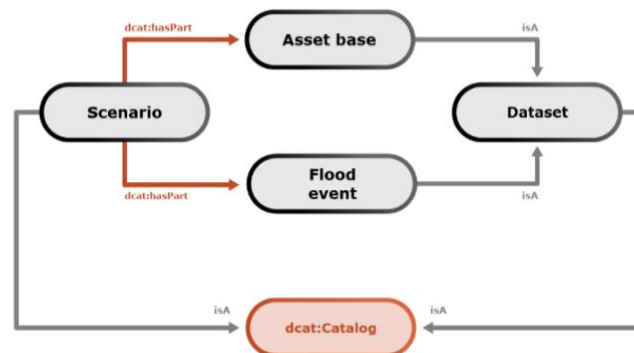 dcat:hasPart
Asset base
isA
Scenario
Dataset
dcat:hasPart
Flood
event
isA
isA
dcat:Catalog
isA